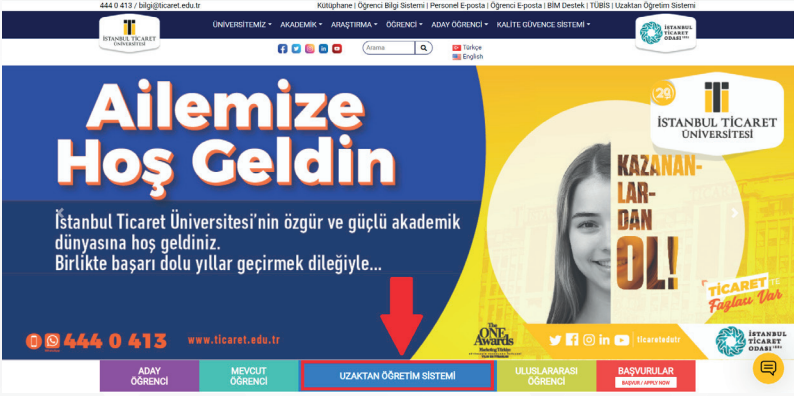 444 0 413 / bilgi@ticaret.edu.tr
Kütüphane | Öğrenci Bilgi Sistemi | Personel E-posta | Öğrenci E-posta | BİM Destek | TÜBİS | Uzaktan Öğretim Sistemi
İSTANBUL TİCARET
ÜNİVERSİTESİ
ÜNİVERSİTEMİZ AKADEMİK ARAŞTIRMA ÖĞRENCİ ADAY ÖĞRENCİ KALİTE GÜVENCE SİSTEMİ
İSTANBUL
TİCARET
ODASI 1882
Arama
Türkçe
English
Ailemize
Hoş Geldin
İstanbul Ticaret Üniversitesi'nin özgür ve güçlü akademik
dünyasına hoş geldiniz.
Birlikte başarı dolu yıllar geçirmek dileğiyle...
444 0 413
www.ticaret.edu.tr
İSTANBUL TİCARET
ÜNİVERSİTESİ
KAZANAN-
LAR-
DAN
OL!
TİCARET'TE
Fazlası Var
The
ONE
Awards
Marketing Türkiye
ticaretedutr
İSTANBUL
TİCARET
ODASI 1882
ADAY
ÖĞRENCİ
MEVCUT
ÖĞRENCİ
UZAKTAN ÖĞRETİM SİSTEMİ
ULUSLARARASI
ÖĞRENCİ
BAŞVURULAR
BAŞVUR / APPLY NOW